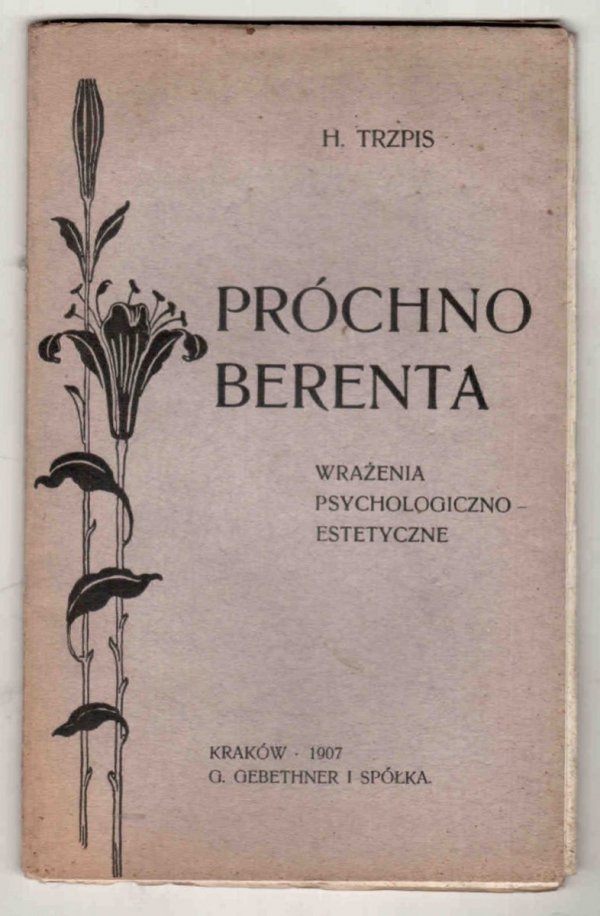 H. TRZPIS
PRÓCHNO
BERENTA
WRAŻENIA
PSYCHOLOGICZNO-
ESTETYCZNE
KRAKÓW · 1907
G. GEBETHNER I SPÓŁKA.